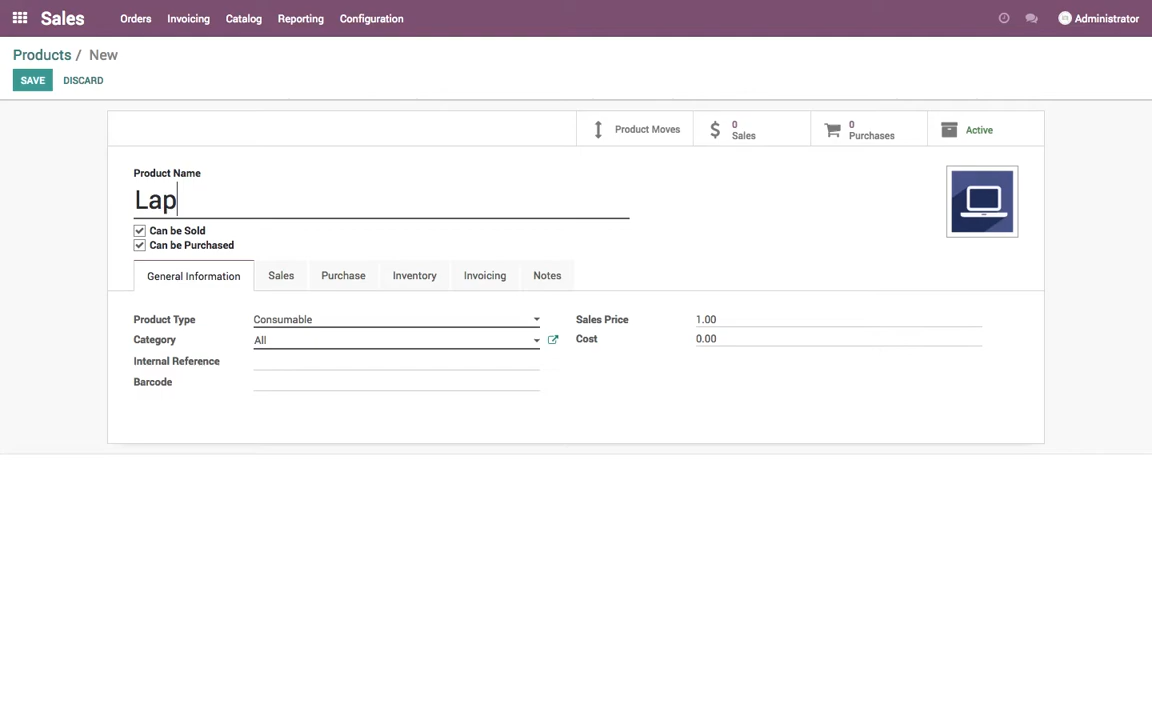 Sales Orders Invoicing Catalog Reporting Configuration Administrator
Products / New
SAVE DISCARD
Product Moves 0 Sales 0 Purchases Active
Product Name
Lap
Can be Sold
Can be Purchased
General Information Sales Purchase Inventory Invoicing Notes
Product Type Consumable Sales Price 1.00
Category All Cost 0.00
Internal Reference
Barcode